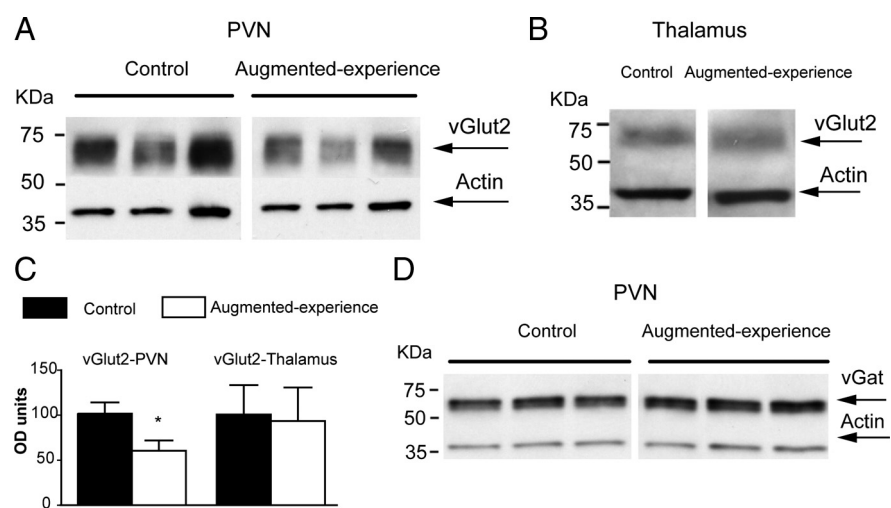 A
PVN
Control Augmented-experience
KDa
75
50
35
vGlut2
Actin
B
Thalamus
Control Augmented-experience
KDa
75
50
35
vGlut2
Actin
C
Control Augmented-experience
vGlut2-PVN vGlut2-Thalamus
OD units
150
100
50
0
*
D
PVN
Control Augmented-experience
KDa
75
50
35
vGat
Actin